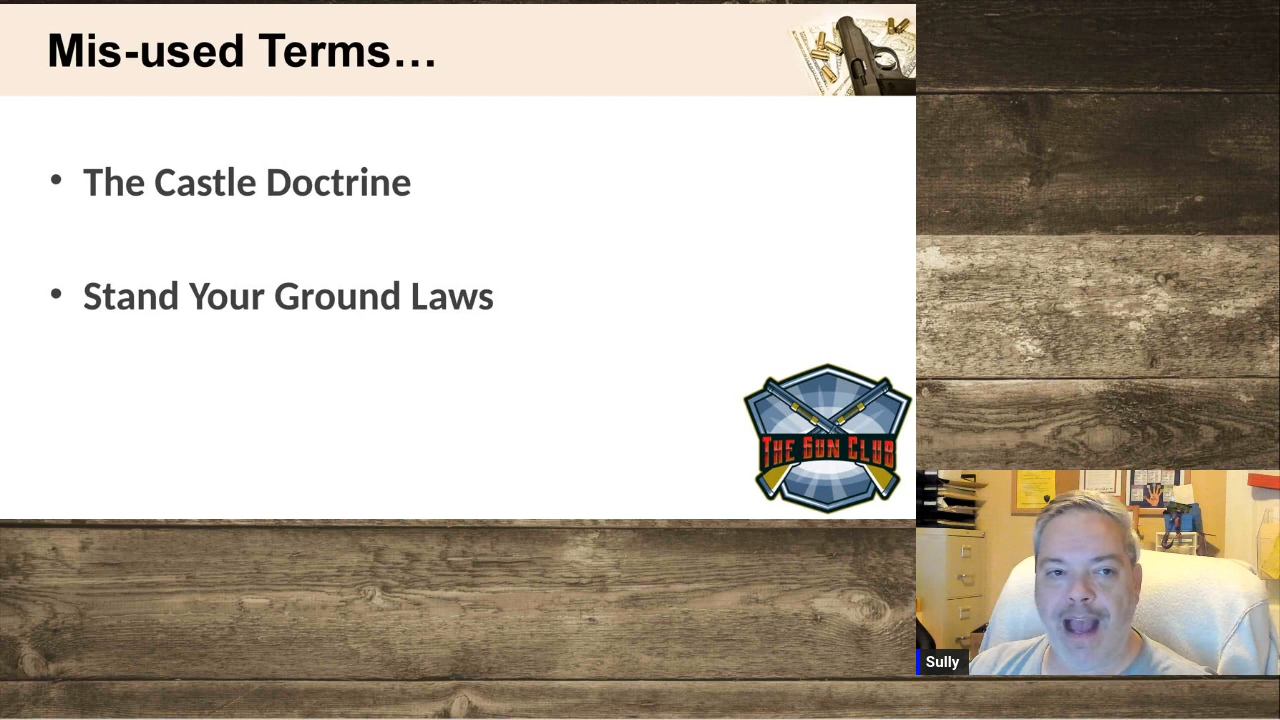 Mis-used Terms…
• The Castle Doctrine
• Stand Your Ground Laws
THE GUN CLUB
Sully